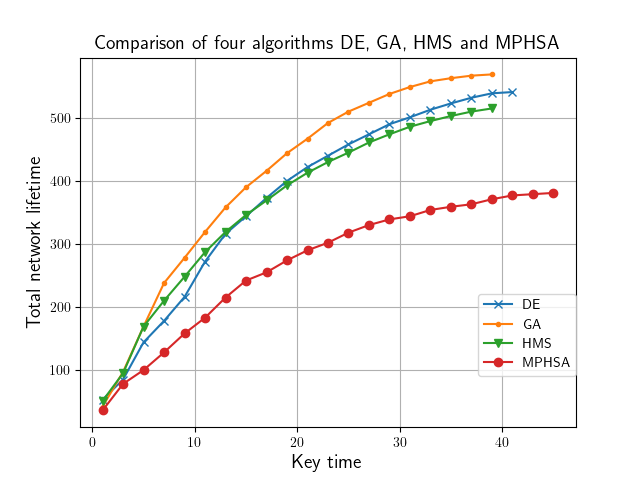 Comparison of four algorithms DE, GA, HMS and MPHSA
Total network lifetime
500
400
300
200
100
DE
GA
HMS
MPHSA
0 10 20 30 40
Key time